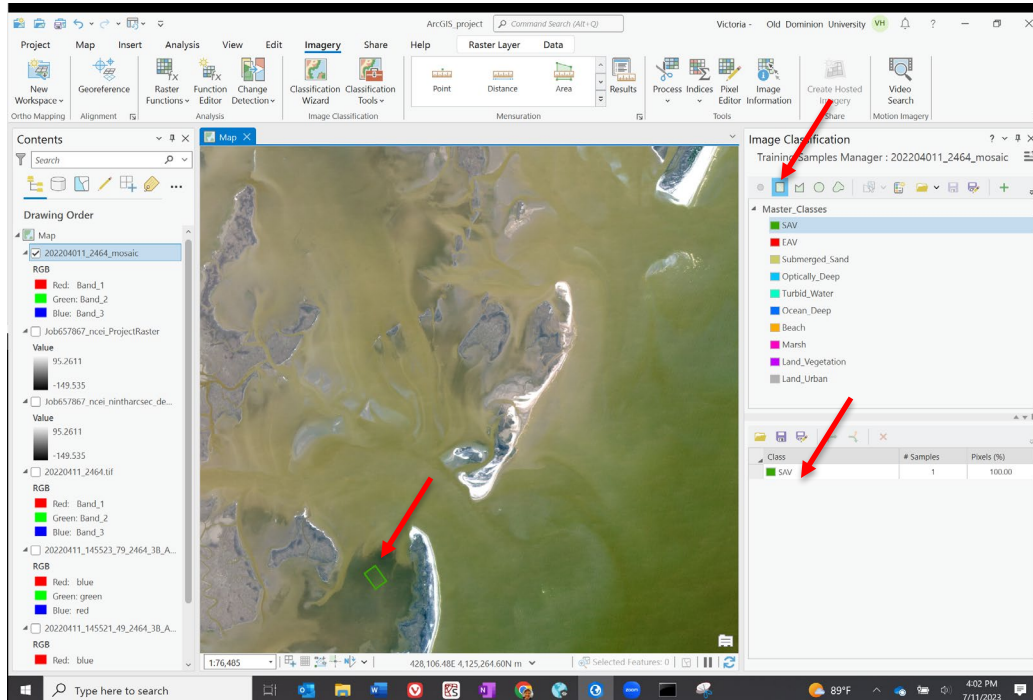 ArcGIS_project
Command Search (Alt+Q)
Victoria - Old Dominion University
VH
?
Project Map Insert Analysis View Edit Imagery Share Help Raster Layer Data
New Workspace
Georeference
Raster Functions
Function Editor
Change Detection
Classification Wizard
Classification Tools
Point
Distance
Area
Results
Process
Indices
Pixel Editor
Image Information
Create Hosted Imagery
Video Search
Ortho Mapping
Alignment
Analysis
Image Classification
Mensuration
Tools
Share
Motion Imagery
Contents
Search
Drawing Order
Map
202204011_2464_mosaic
RGB
Red: Band_1
Green: Band_2
Blue: Band_3
Job657867_ncei_ProjectRaster
Value
95.2611
-149.535
Job657867_ncei_nintharcsec_de...
Value
95.2611
-149.535
20220411_2464.tif
RGB
Red: Band_1
Green: Band_2
Blue: Band_3
20220411_145523_79_2464_3B_A...
RGB
Red: blue
Green: green
Blue: red
20220411_145521_49_2464_3B_A...
RGB
Red: blue
Map
1:76,485
428,106.48E 4,125,264.60N m
Selected Features: 0
Image Classification
?
Training Samples Manager : 202204011_2464_mosaic
Master_Classes
SAV
EAV
Submerged_Sand
Optically_Deep
Turbid_Water
Ocean_Deep
Beach
Marsh
Land_Vegetation
Land_Urban
Class # Samples Pixels (%)
SAV 1 100.00
Type here to search
89°F
4:02 PM
7/11/2023